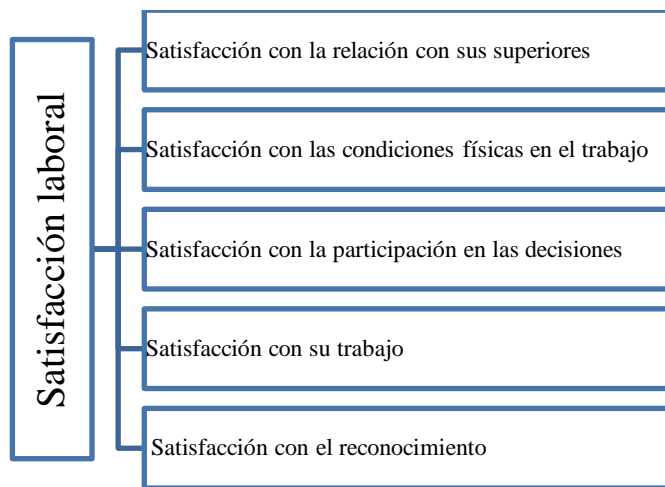 Satisfacción laboral
Satisfacción con la relación con sus superiores
Satisfacción con las condiciones físicas en el trabajo
Satisfacción con la participación en las decisiones
Satisfacción con su trabajo
Satisfacción con el reconocimiento